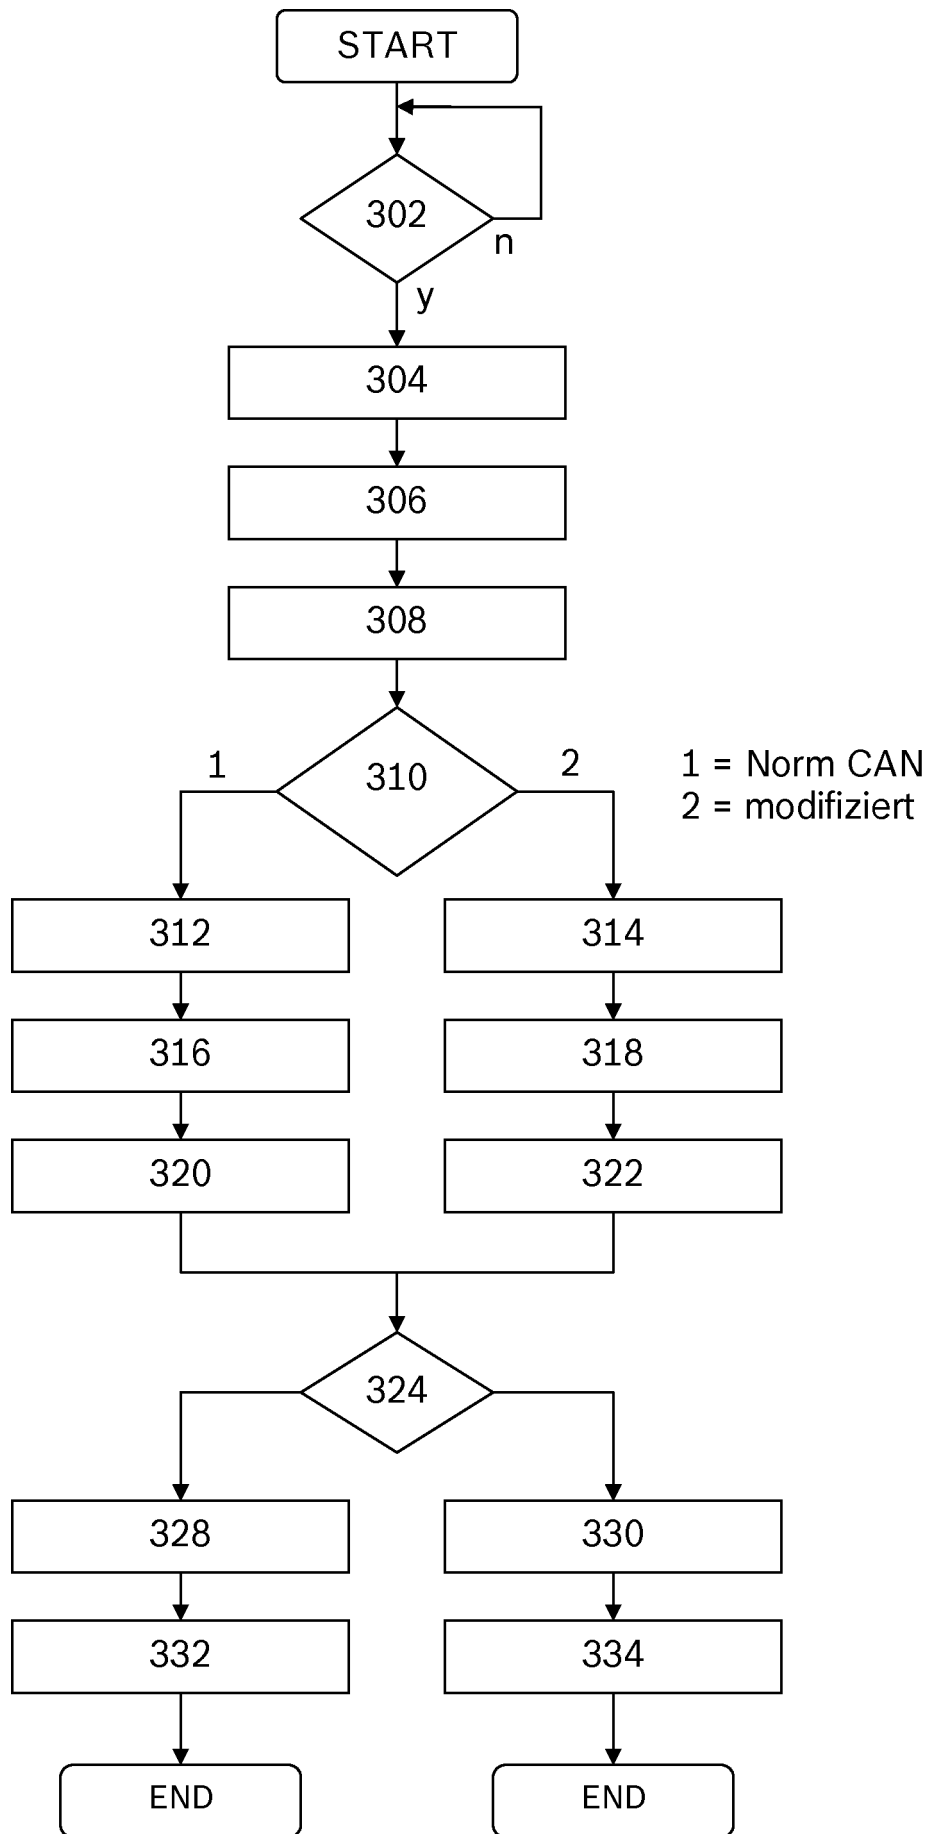 START
302
n
y
304
306
308
1
310
2
1 = Norm CAN
2 = modifiziert
312
314
316
318
320
322
324
328
330
332
334
END
END